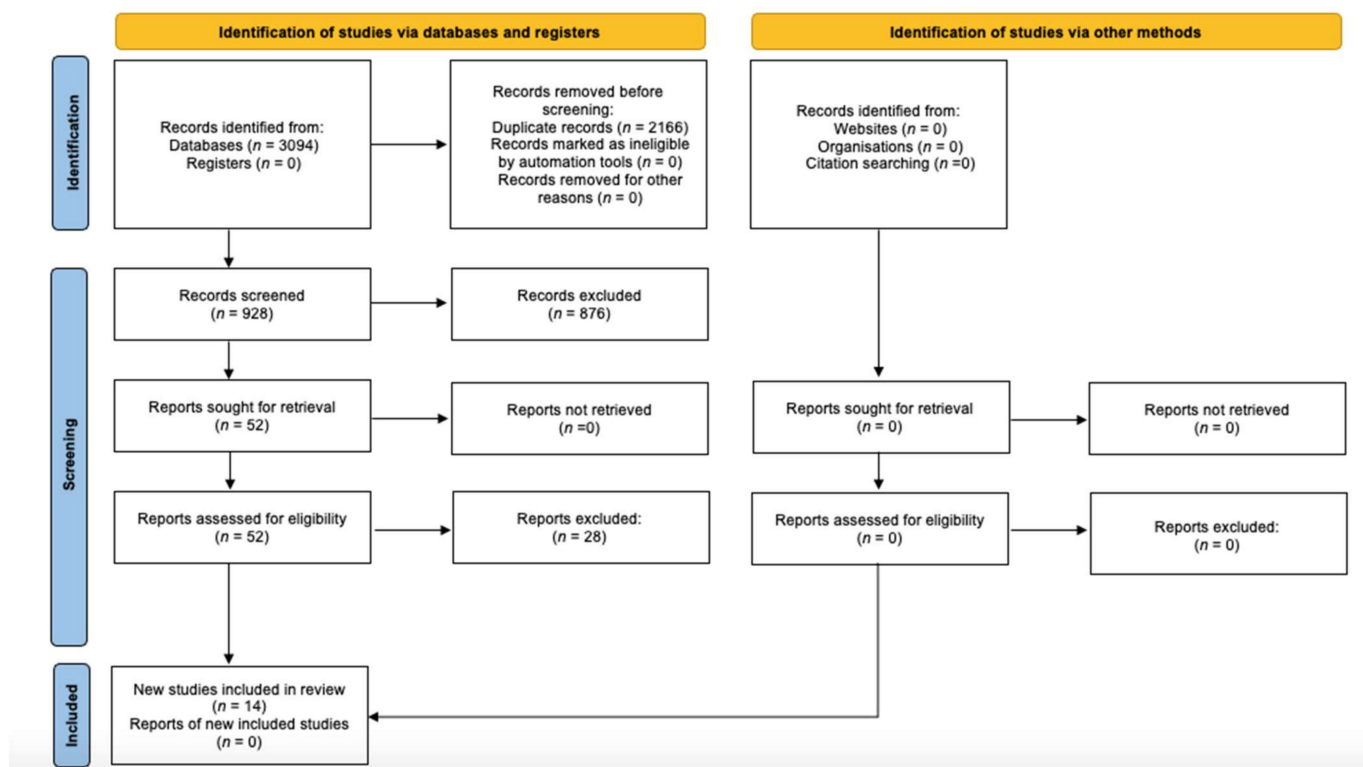 Identification of studies via databases and registers
Identification of studies via other methods
Identification
Records identified from:
Databases (n = 3094)
Registers (n = 0)
Records removed before
screening:
Duplicate records (n = 2166)
Records marked as ineligible
by automation tools (n = 0)
Records removed for other
reasons (n = 0)
Records identified from:
Websites (n = 0)
Organisations (n = 0)
Citation searching (n =0)
Screening
Records screened
(n = 928)
Records excluded
(n = 876)
Reports sought for retrieval
(n = 52)
Reports not retrieved
(n =0)
Reports sought for retrieval
(n = 0)
Reports not retrieved
(n = 0)
Reports assessed for eligibility
(n = 52)
Reports excluded:
(n = 28)
Reports assessed for eligibility
(n = 0)
Reports excluded:
(n = 0)
Included
New studies included in review
(n = 14)
Reports of new included studies
(n = 0)